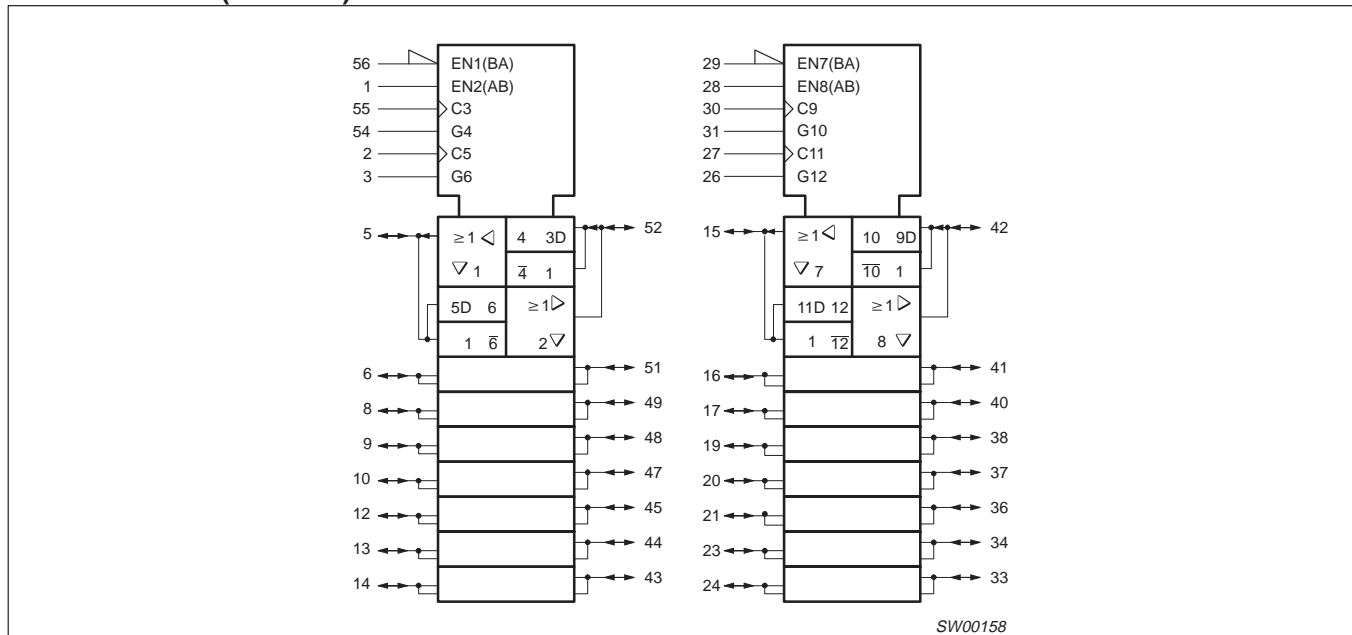 56 EN1(BA)
1 EN2(AB)
55 C3
54 G4
2 C5
3 G6
5 ≥1 4 3D 52
1 4̅ 1
5D 6 ≥1
1 6̅ 2
6 51
8 49
9 48
10 47
12 45
13 44
14 43
29 EN7(BA)
28 EN8(AB)
30 C9
31 G10
27 C11
26 G12
15 ≥1 10 9D 42
7 1̅0̅ 1
11D 12 ≥1
1 1̅2̅ 8
16 41
17 40
19 38
20 37
21 36
23 34
24 33
SW00158